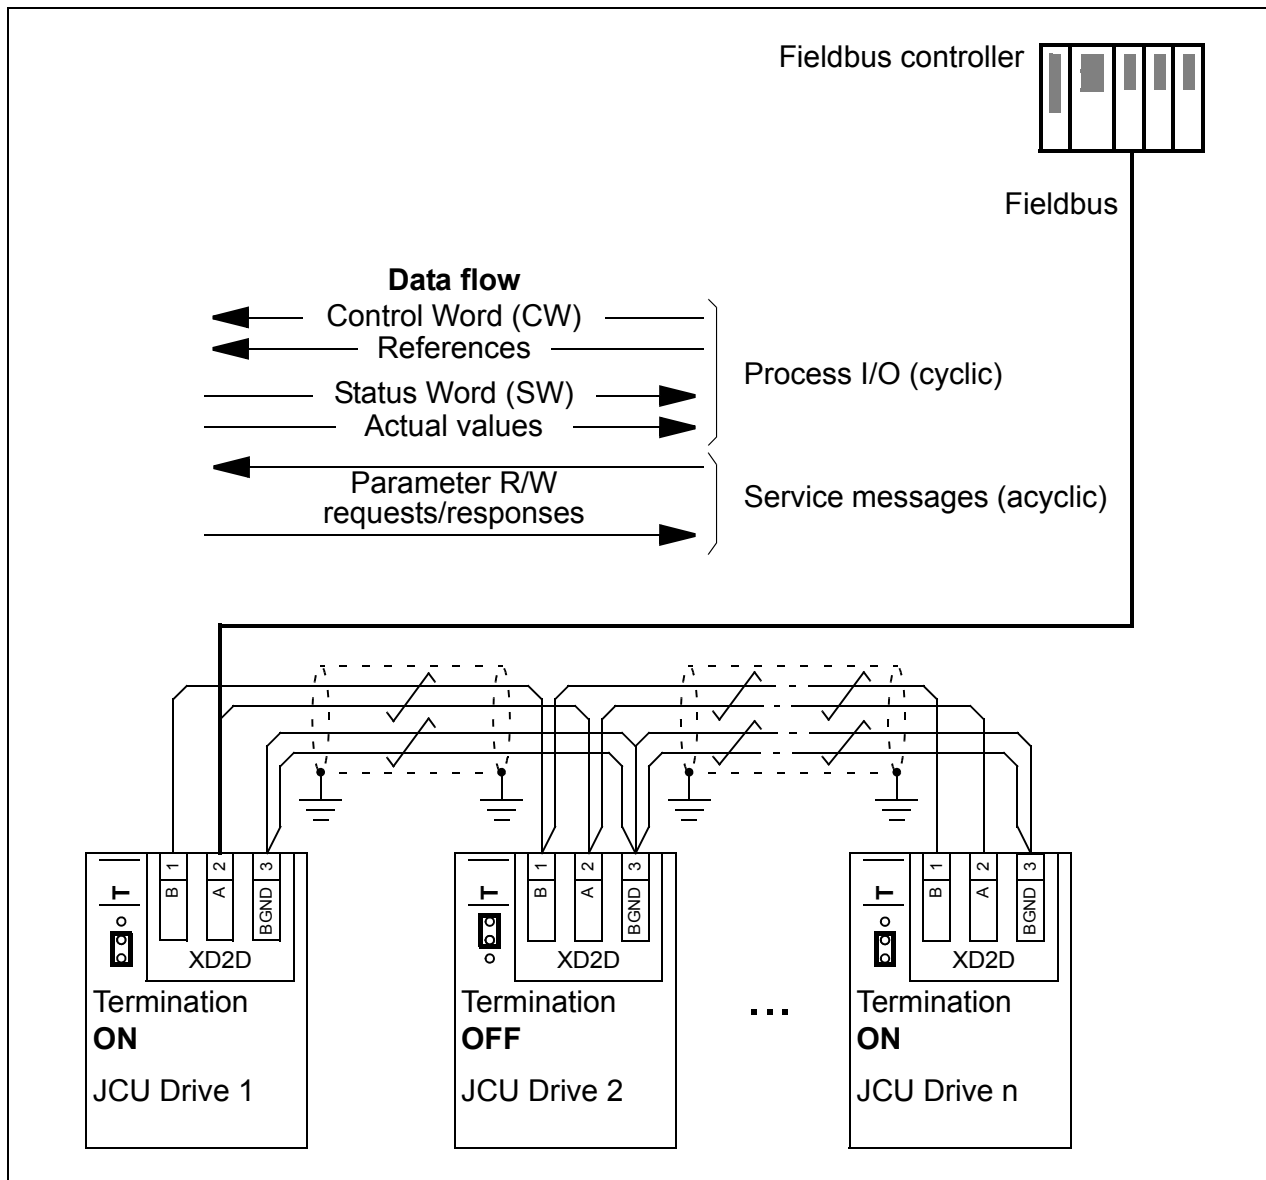 Fieldbus controller
Fieldbus
Data flow
Control Word (CW)
References
Status Word (SW)
Actual values
Process I/O (cyclic)
Parameter R/W
requests/responses
Service messages (acyclic)
T
1
B
2
A
3
BGND
XD2D
Termination
ON
JCU Drive 1
T
1
B
2
A
3
BGND
XD2D
Termination
OFF
JCU Drive 2
...
T
1
B
2
A
3
BGND
XD2D
Termination
ON
JCU Drive n